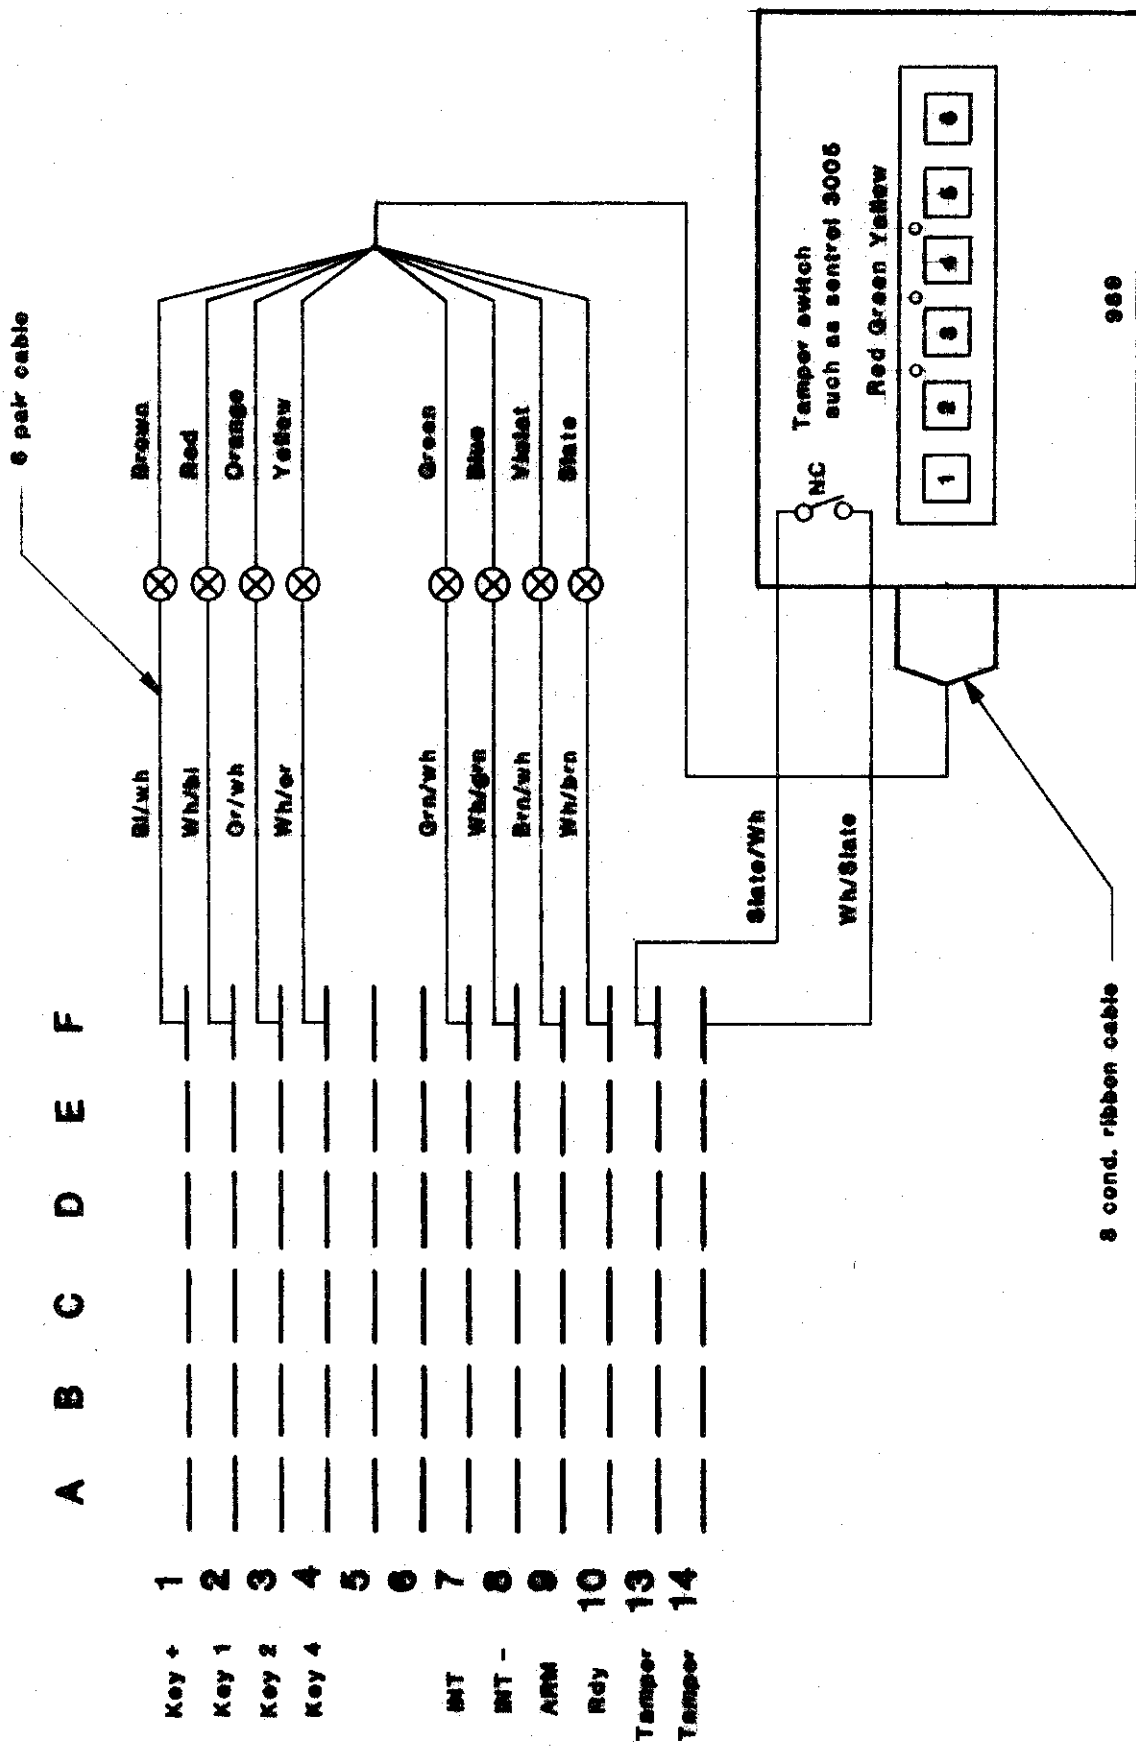 6 pair cable
Brown
Red
Orange
Yellow
Green
Blue
Violet
Slate
Bl/wh
Wh/bl
Or/wh
Wh/or
Grn/wh
Wh/grn
Brn/wh
Wh/brn
Slate/Wh
Wh/Slate
NC
Tamper switch
such as sentrol 3005
Red Green Yellow
1 2 3 4 5 6
989
8 cond. ribbon cable
A B C D E F
Key + 1
Key 1 2
Key 2 3
Key 4 4
5
6
INT 7
INT - 8
ARM 9
Rdy 10
Tamper 13
Tamper 14